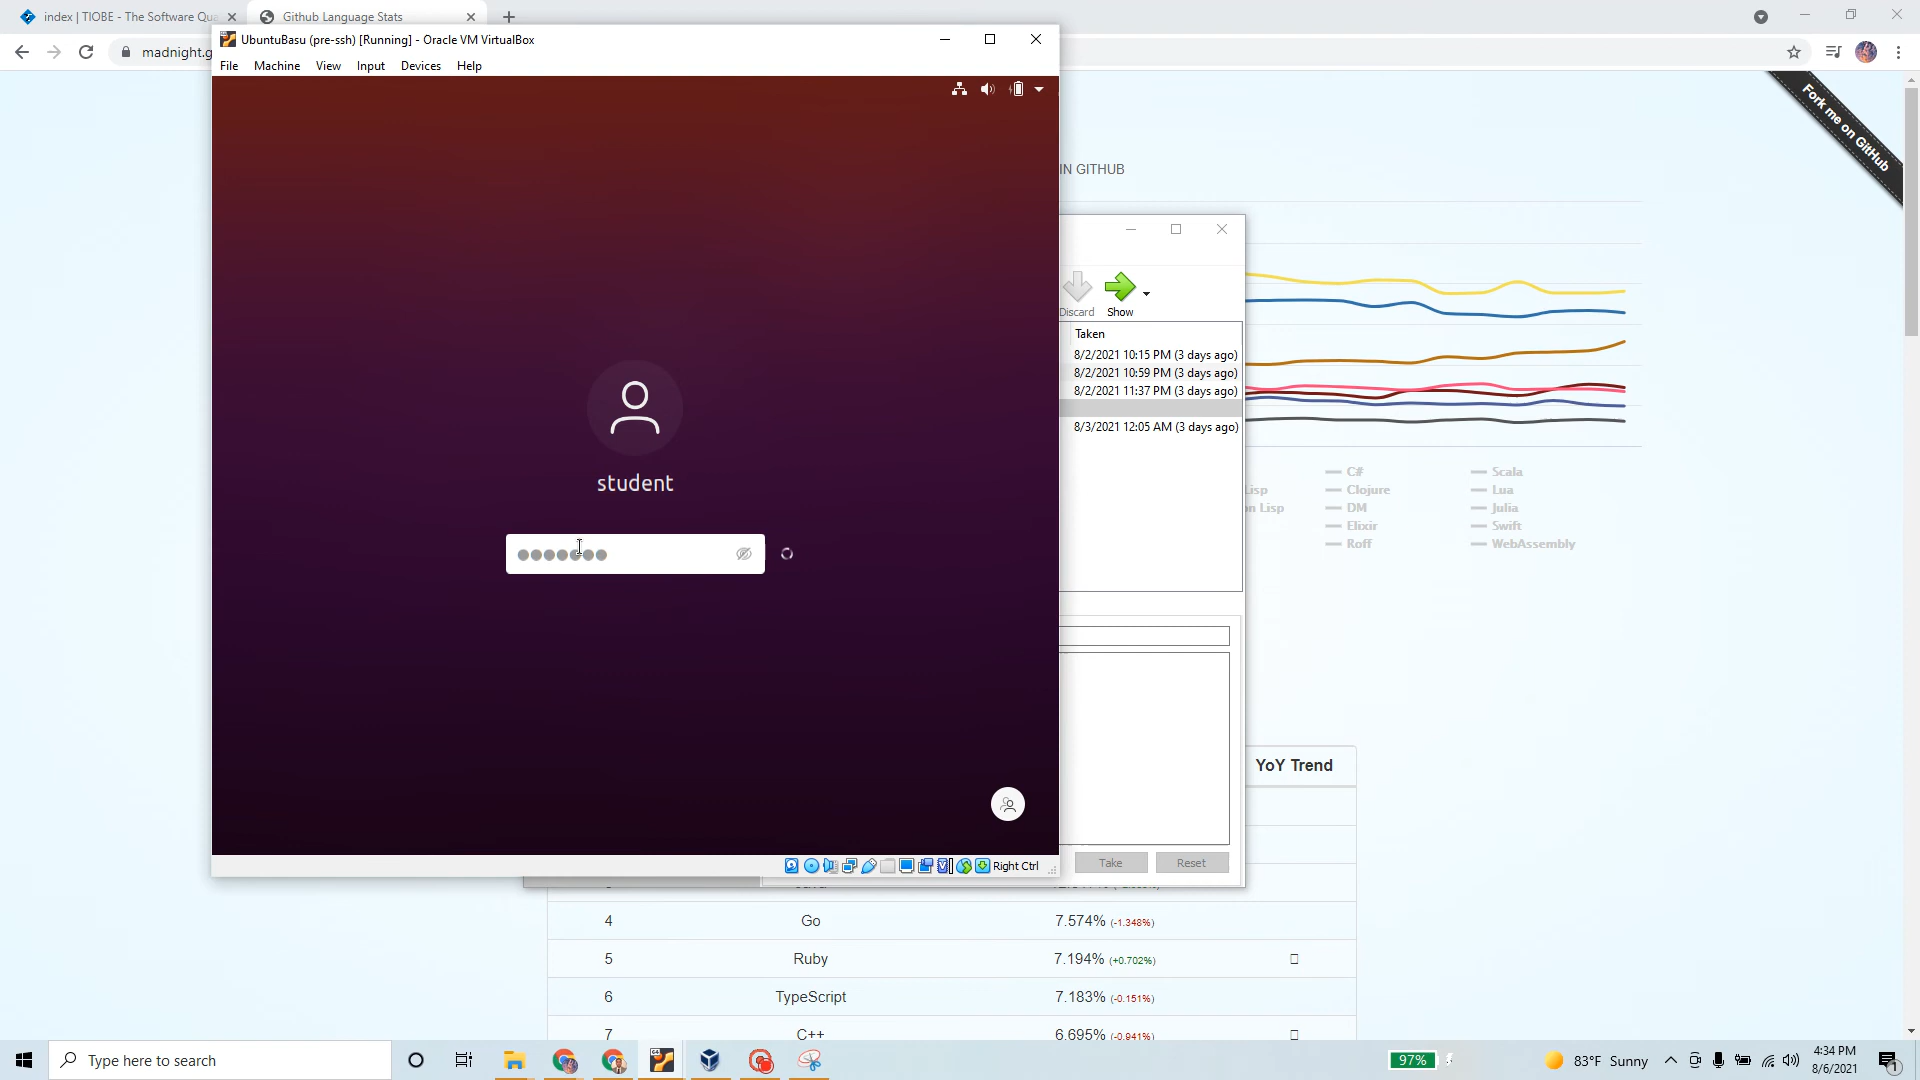 index | TIOBE - The Software Qua
Github Language Stats
madnight.g
UbuntuBasu (pre-ssh) [Running] - Oracle VM VirtualBox
File Machine View Input Devices Help
Fork me on GitHub
IN GITHUB
student
Discard Show
Taken
8/2/2021 10:15 PM (3 days ago)
8/2/2021 10:59 PM (3 days ago)
8/2/2021 11:37 PM (3 days ago)
8/3/2021 12:05 AM (3 days ago)
C# Scala
Lisp Clojure Lua
on Lisp DM Julia
Elixir Swift
Roff WebAssembly
YoY Trend
Take Reset
Right Ctrl
4 Go 7.574% (-1.348%)
5 Ruby 7.194% (+0.702%)
6 TypeScript 7.183% (-0.151%)
7 C++ 6.695% (-0.941%)
Type here to search
97%
83°F Sunny
4:34 PM
8/6/2021
1